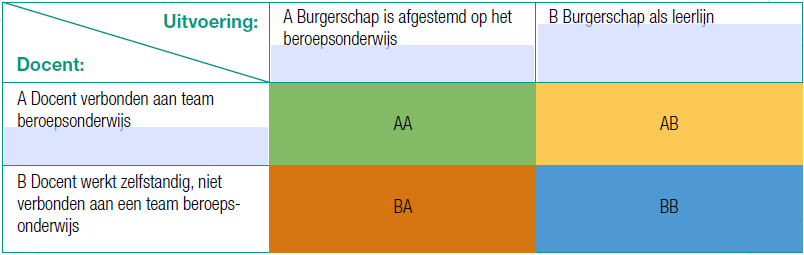 Uitvoering:
Docent:
A Burgerschap is afgestemd op het
beroepsonderwijs
B Burgerschap als leerlijn
A Docent verbonden aan team
beroepsonderwijs
AA
AB
B Docent werkt zelfstandig, niet
verbonden aan een team beroeps-
onderwijs
BA
BB